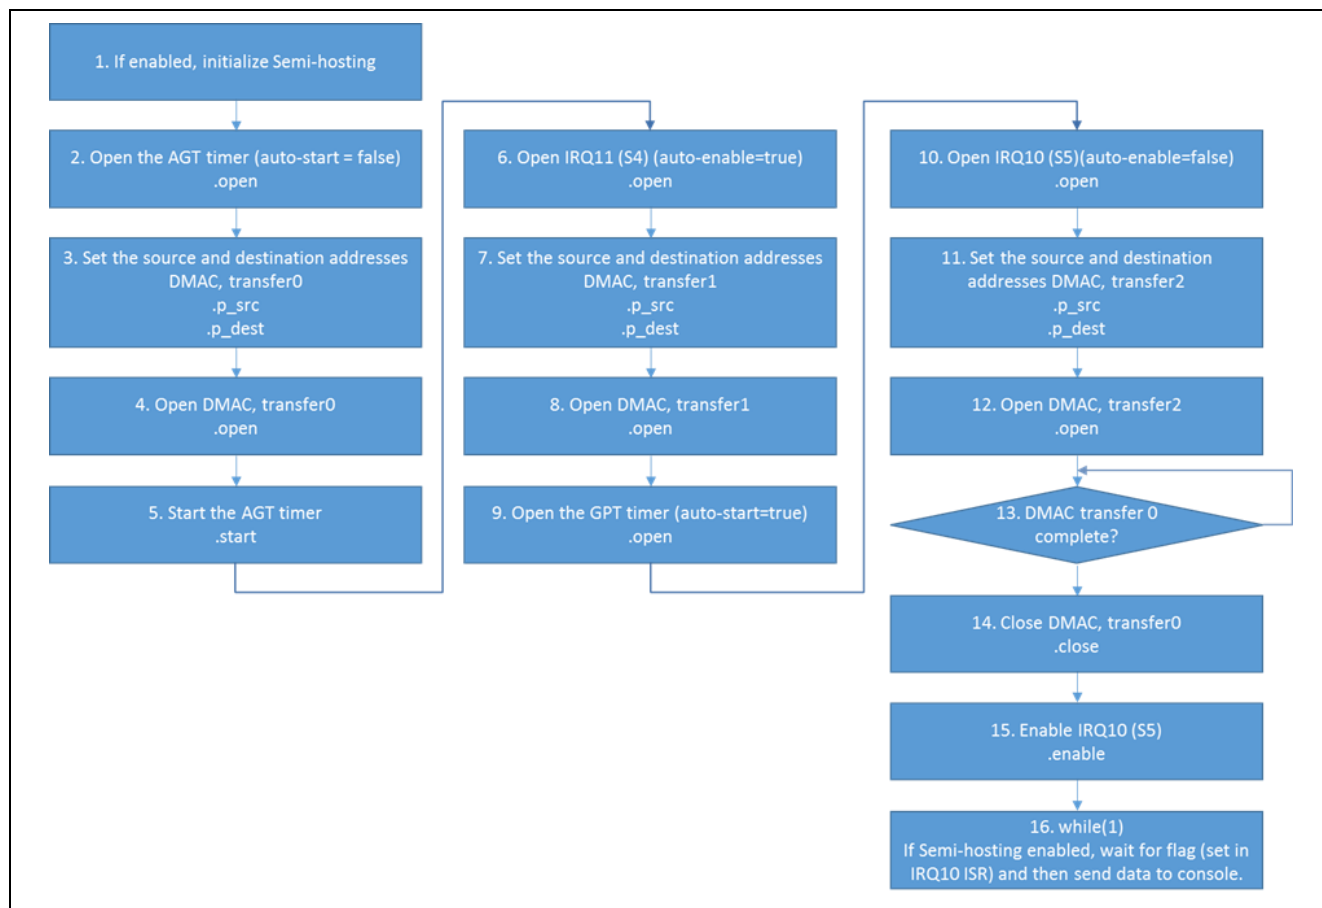 1. If enabled, initialize Semi-hosting
2. Open the AGT timer (auto-start = false)
.open
3. Set the source and destination addresses
DMAC, transfer0
.p_src
.p_dest
4. Open DMAC, transfer0
.open
5. Start the AGT timer
.start
6. Open IRQ11 (S4) (auto-enable=true)
.open
7. Set the source and destination addresses
DMAC, transfer1
.p_src
.p_dest
8. Open DMAC, transfer1
.open
9. Open the GPT timer (auto-start=true)
.open
10. Open IRQ10 (S5)(auto-enable=false)
.open
11. Set the source and destination
addresses DMAC, transfer2
.p_src
.p_dest
12. Open DMAC, transfer2
.open
13. DMAC transfer 0
complete?
14. Close DMAC, transfer0
.close
15. Enable IRQ10 (S5)
.enable
16. while(1)
If Semi-hosting enabled, wait for flag (set in
IRQ10 ISR) and then send data to console.